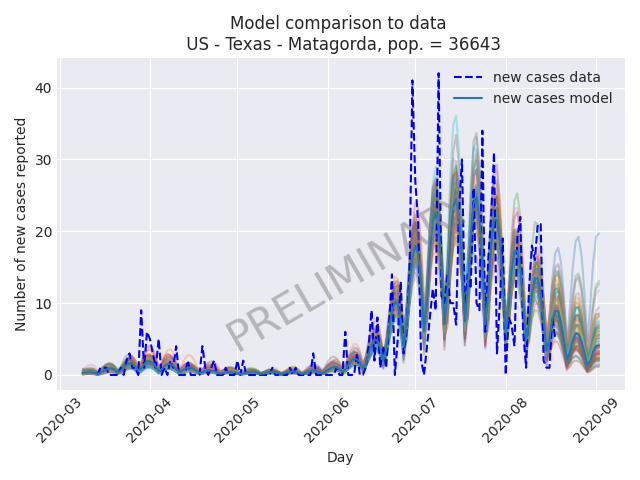 Model comparison to data
US - Texas - Matagorda, pop. = 36643
new cases data
new cases model
PRELIMINARY
Number of new cases reported
40
30
20
10
0
2020-03
2020-04
2020-05
2020-06
2020-07
2020-08
2020-09
Day